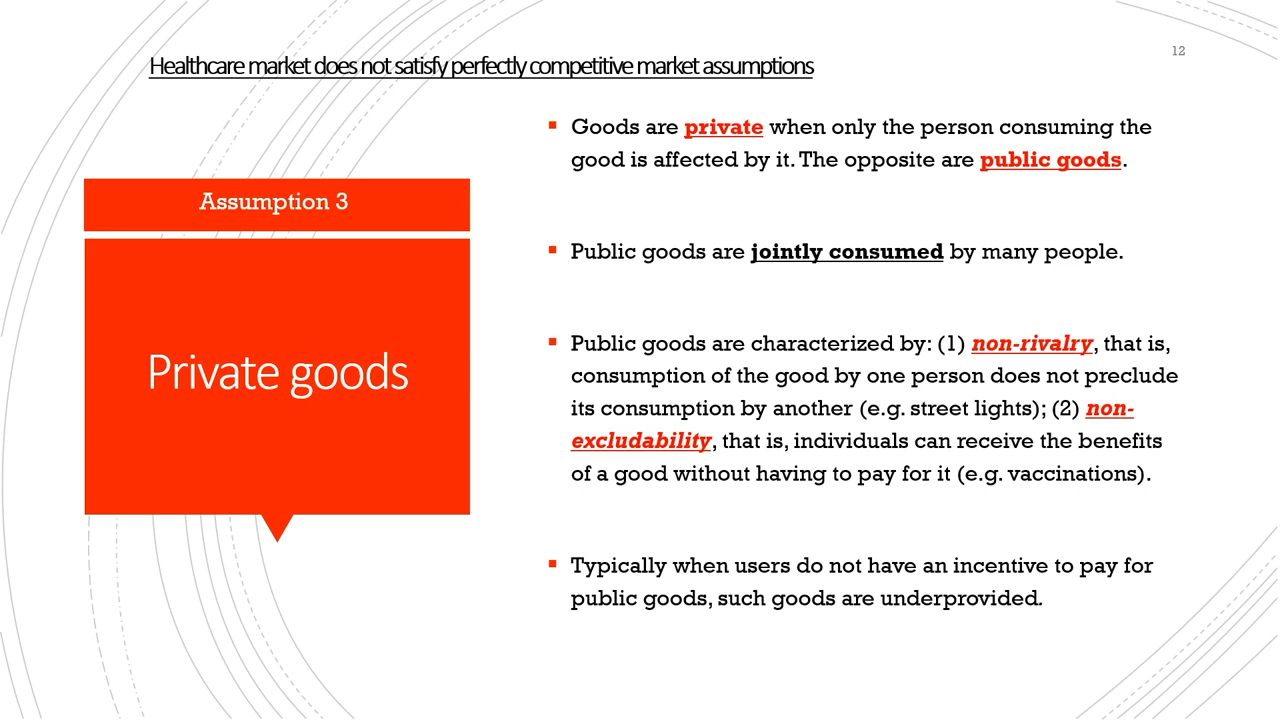 12
Healthcare market does not satisfy perfectly competitive market assumptions
Assumption 3
Private goods
▪ Goods are private when only the person consuming the
good is affected by it. The opposite are public goods.
▪ Public goods are jointly consumed by many people.
▪ Public goods are characterized by: (1) non-rivalry, that is,
consumption of the good by one person does not preclude
its consumption by another (e.g. street lights); (2) non-
excludability, that is, individuals can receive the benefits
of a good without having to pay for it (e.g. vaccinations).
▪ Typically when users do not have an incentive to pay for
public goods, such goods are underprovided.